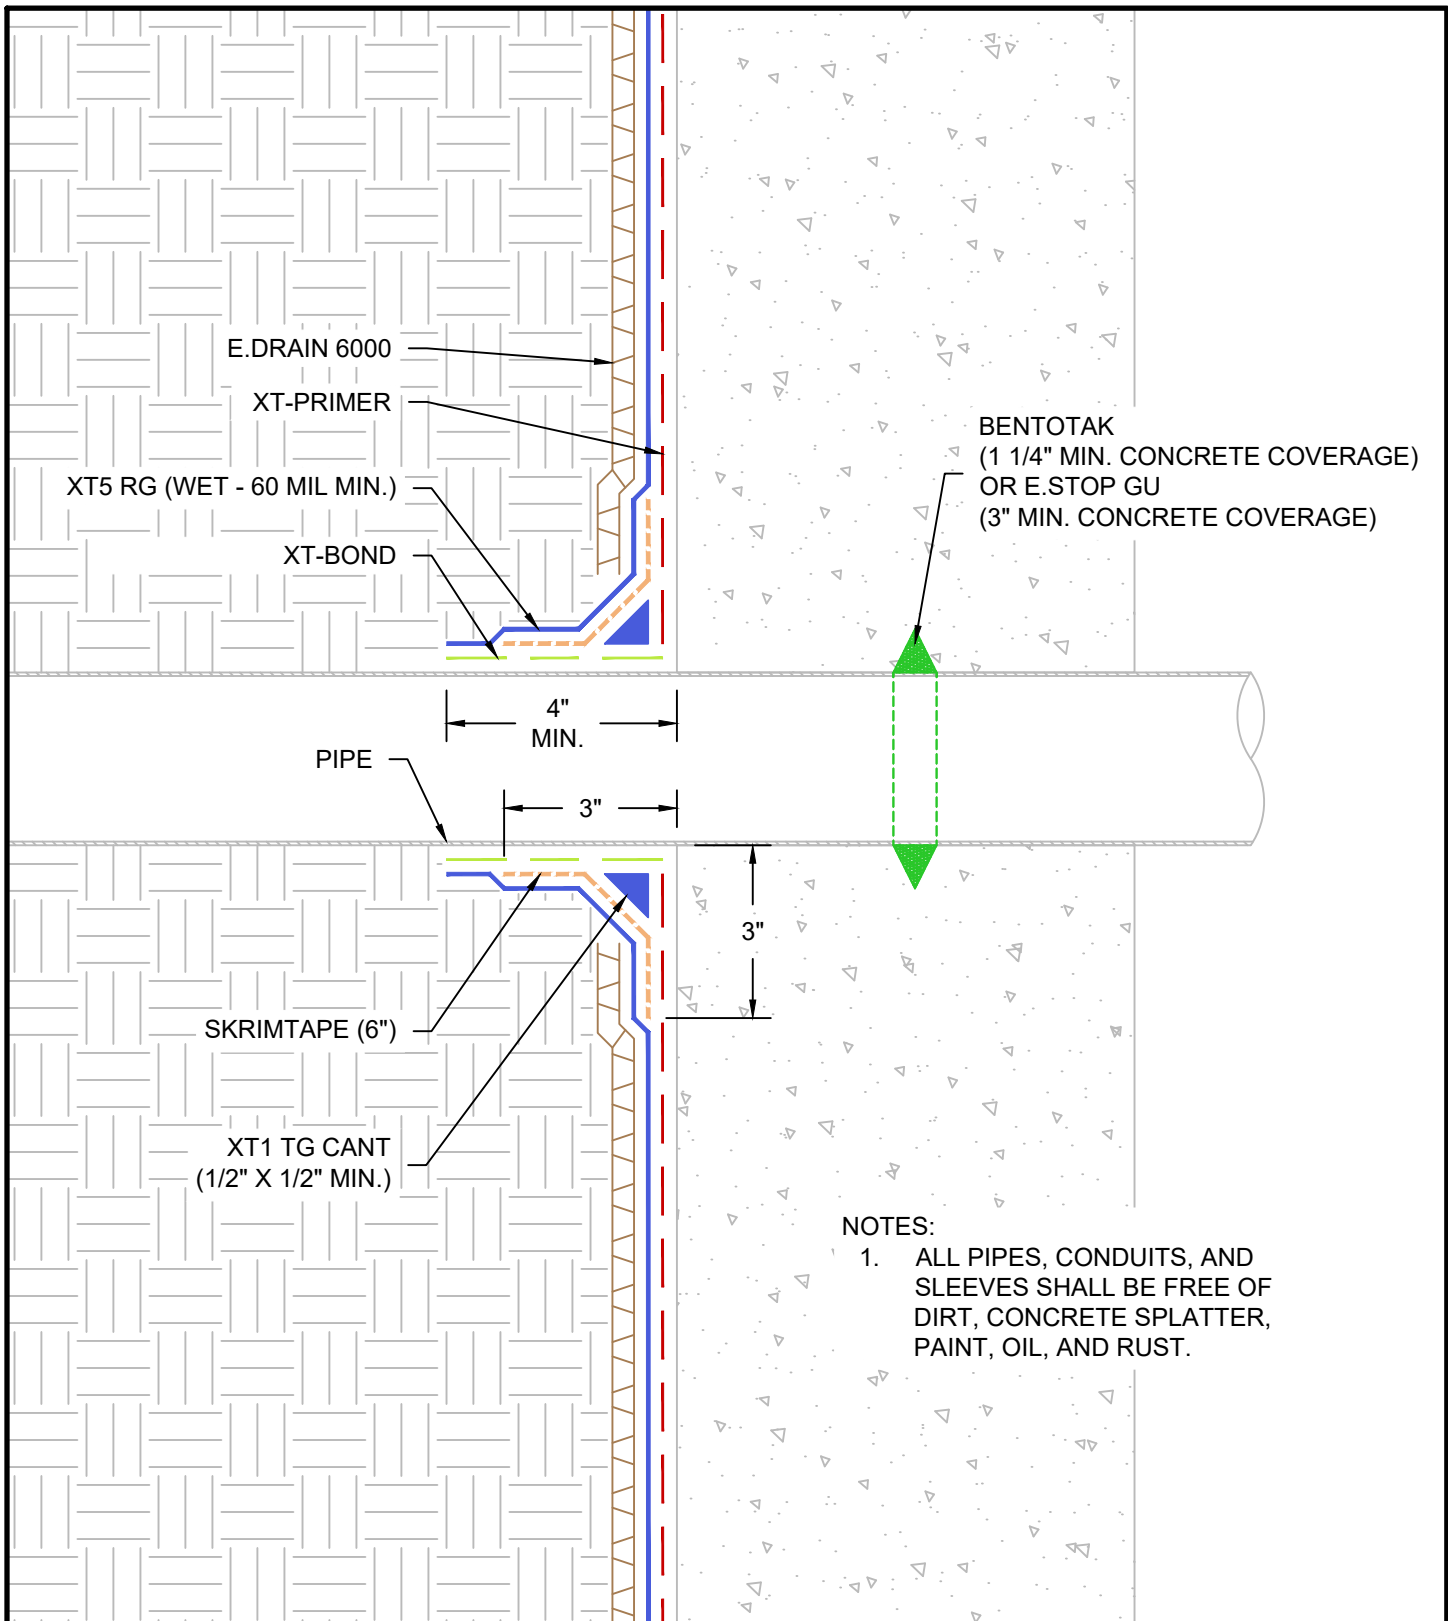 E.DRAIN 6000
XT-PRIMER
XT5 RG (WET - 60 MIL MIN.)
XT-BOND
BENTOTAK
(1 1/4" MIN. CONCRETE COVERAGE)
OR E.STOP GU
(3" MIN. CONCRETE COVERAGE)
4"
MIN.
PIPE
3"
3"
SKRIMTAPE (6")
XT1 TG CANT
(1/2" X 1/2" MIN.)
NOTES:
1. ALL PIPES, CONDUITS, AND
SLEEVES SHALL BE FREE OF
DIRT, CONCRETE SPLATTER,
PAINT, OIL, AND RUST.